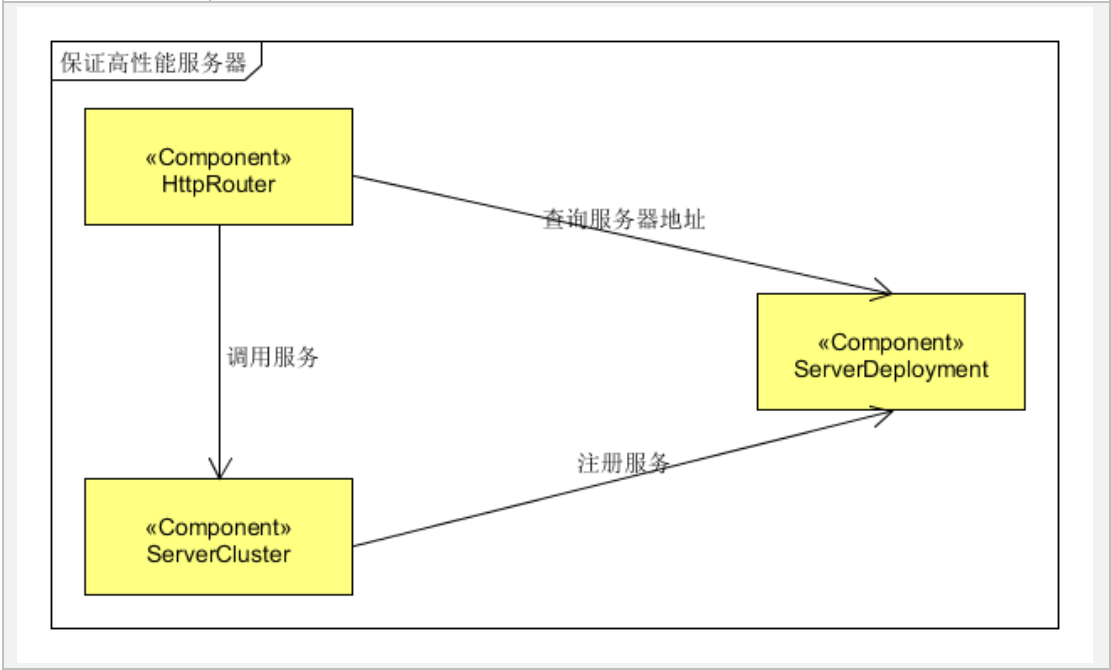 保证高性能服务器
«Component»
HttpRouter
查询服务器地址
«Component»
ServerDeployment
调用服务
注册服务
«Component»
ServerCluster